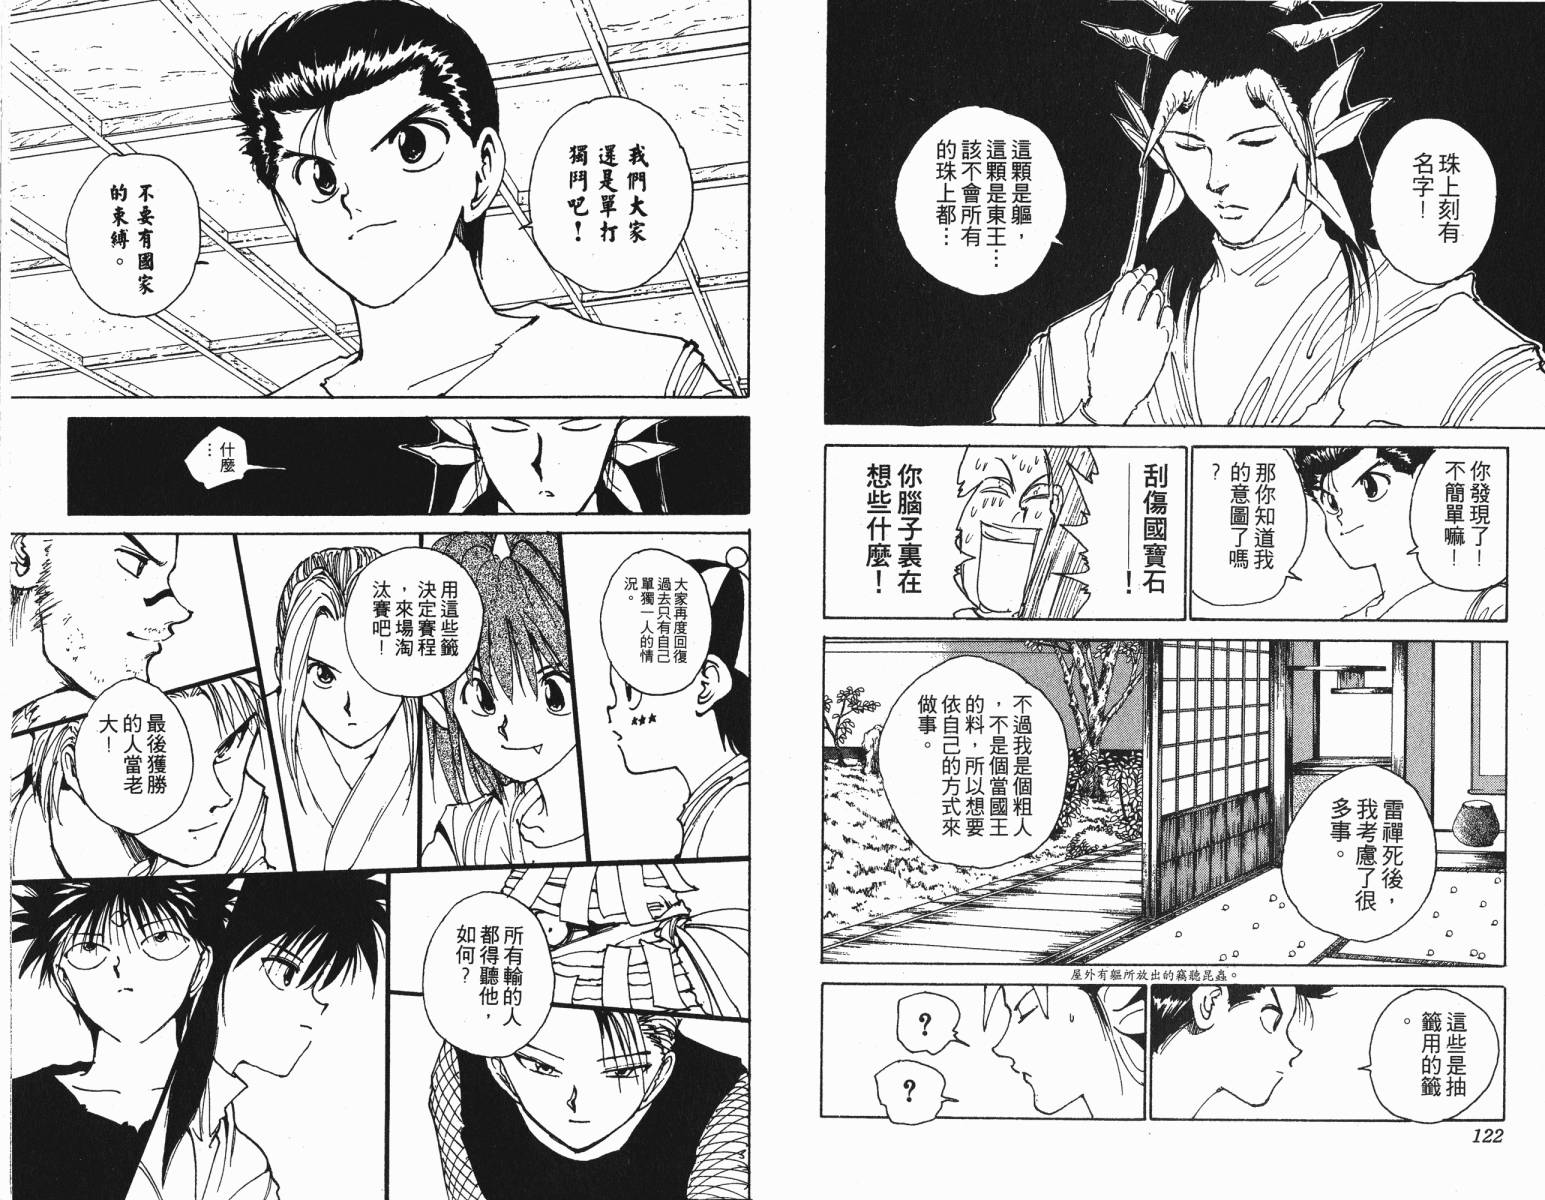 珠上刻有
名字！
這顆是軀，
這顆是東王…
該不會所有
的珠上都…
你發現了！
不簡單嘛！
那你知道我
的意圖了嗎
？
刮傷國寶石
——！
你腦子裏在
想些什麼！
雷禪死後，
我考慮了很
多事。
不過我是個粗人
，不是個當國王
的料，所以想要
依自己的方式來
做事。
屋外有軀所放出的竊聽昆蟲。
這些是抽
籤用的籤
。
？
？
122
我們大家
還是單打
獨鬥吧！
不要有國家
的束縛。
什麼
…
大家再度回復
過去只有自己
單獨一人的情
況。
用這些籤
決定賽程
，來場淘
汰賽吧！
最後獲勝
的人當老
大！
所有輸的人
都得聽他，
如何？